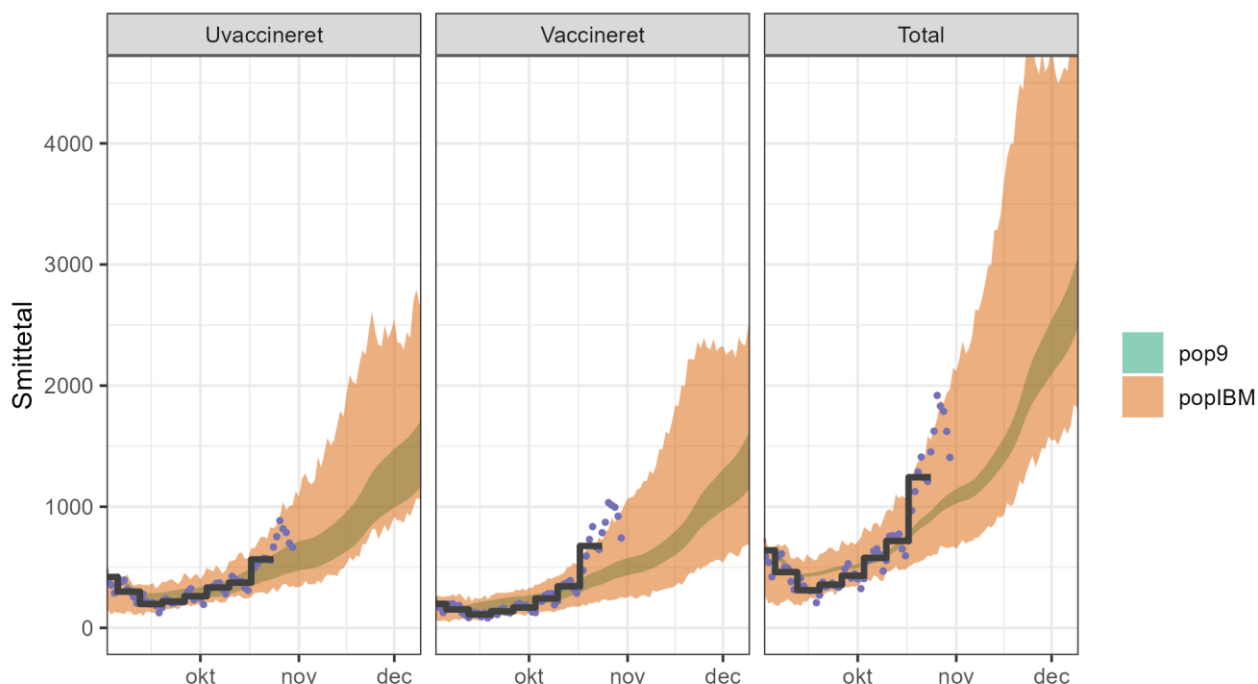 Uvaccineret
Vaccineret
Total
Smittetal
4000
3000
2000
1000
0
okt
nov
dec
okt
nov
dec
okt
nov
dec
pop9
popIBM